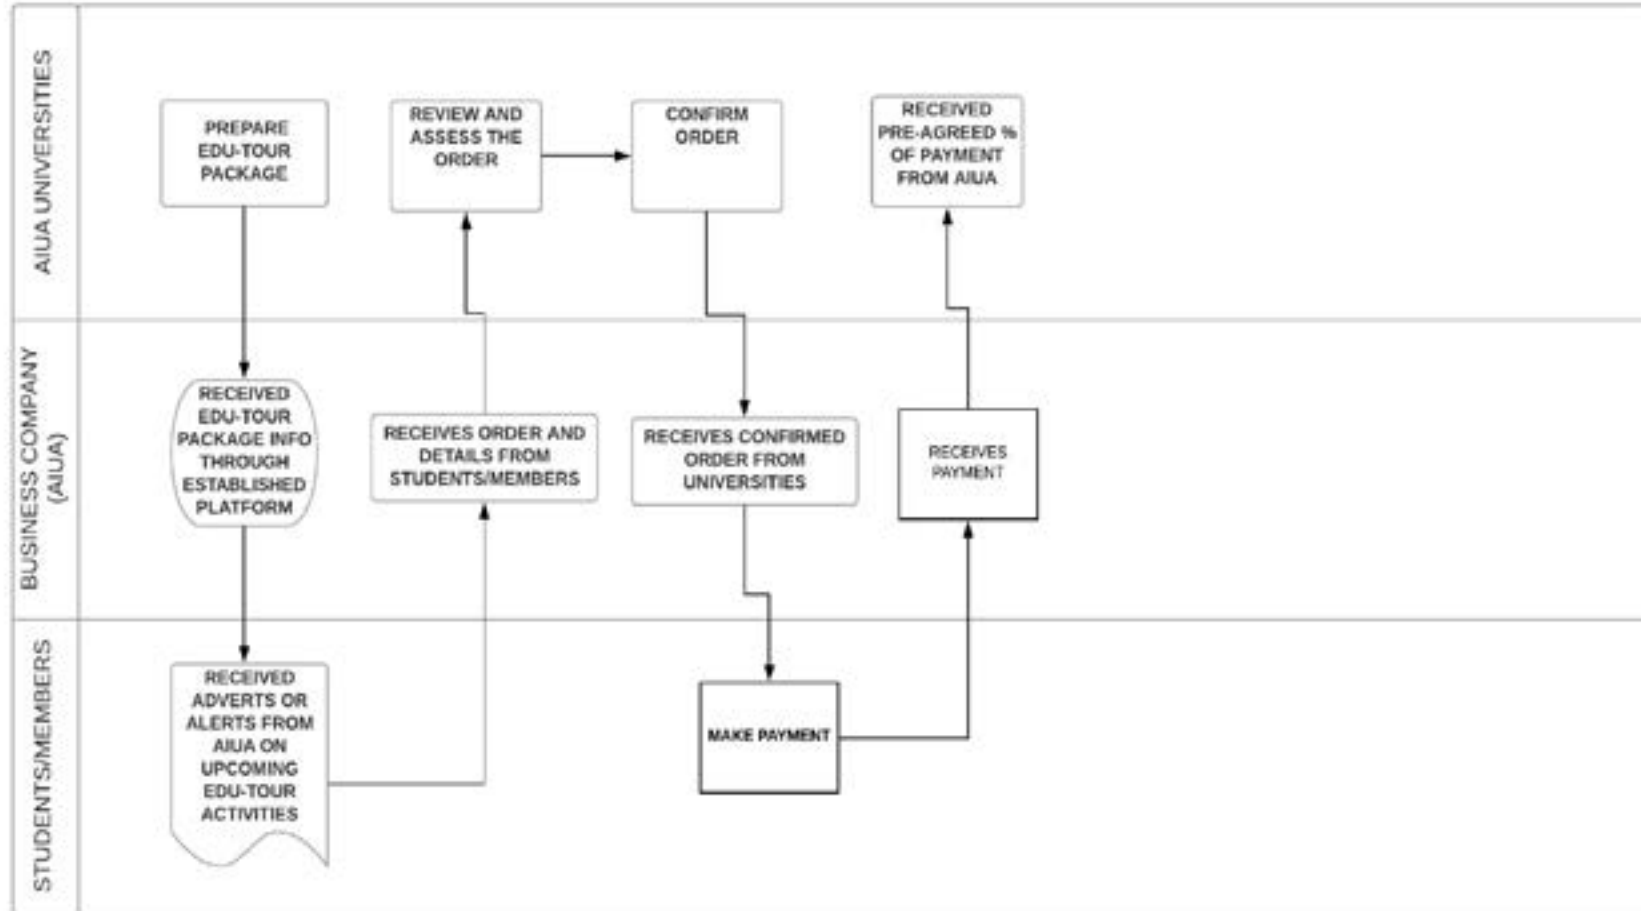 AIUA UNIVERSITIES
PREPARE
EDU-TOUR
PACKAGE
REVIEW AND
ASSESS THE
ORDER
CONFIRM
ORDER
RECEIVED
PRE-AGREED %
OF PAYMENT
FROM AIUA
BUSINESS COMPANY
(AIUA)
RECEIVED
EDU-TOUR
PACKAGE INFO
THROUGH
ESTABLISHED
PLATFORM
RECEIVES ORDER AND
DETAILS FROM
STUDENTS/MEMBERS
RECEIVES CONFIRMED
ORDER FROM
UNIVERSITIES
RECEIVES
PAYMENT
STUDENTS/MEMBERS
RECEIVED
ADVERTS OR
ALERTS FROM
AIUA ON
UPCOMING
EDU-TOUR
ACTIVITIES
MAKE PAYMENT